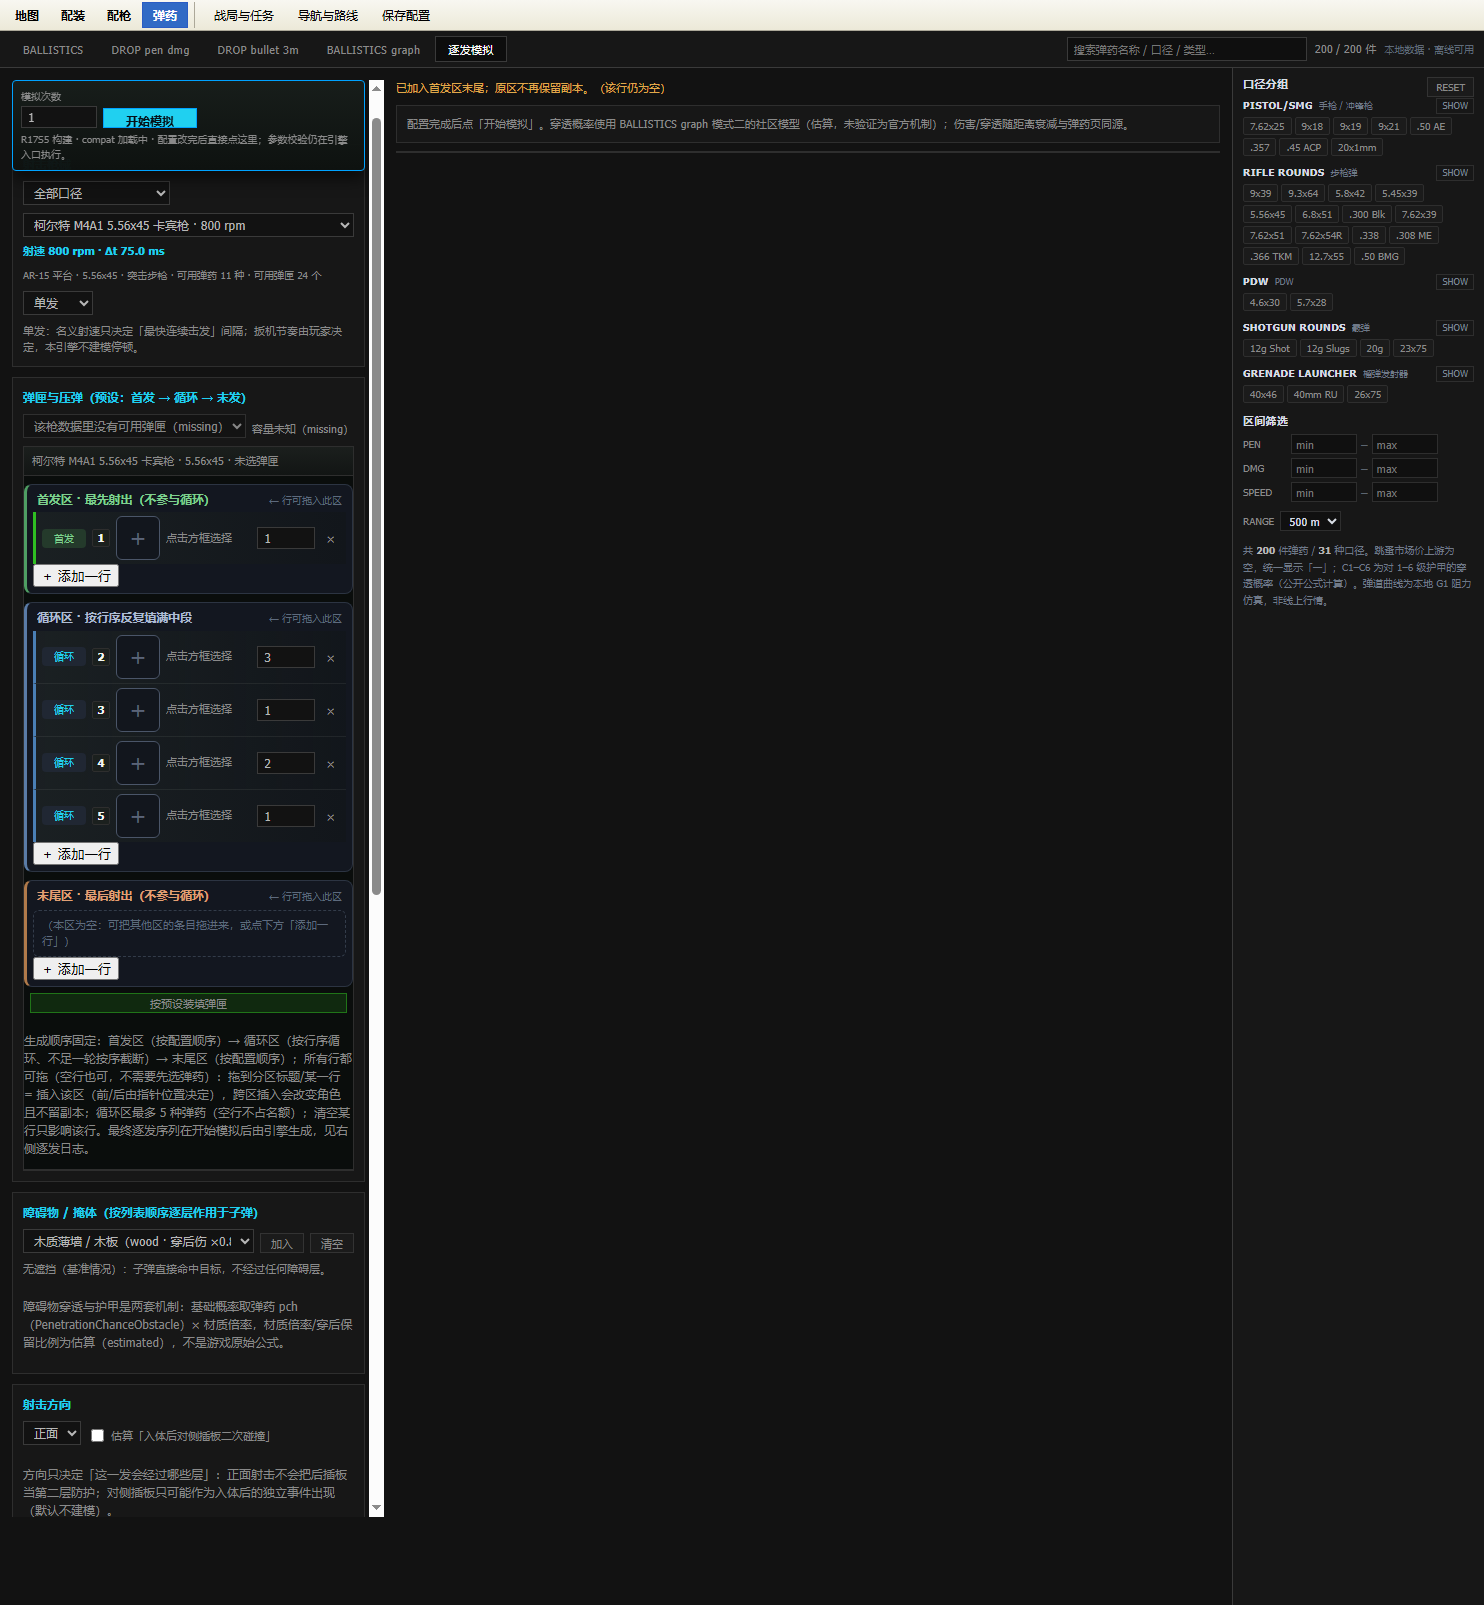 地图 配装 配枪 弹药 战局与任务 导航与路线 保存配置
BALLISTICS DROP pen dmg DROP bullet 3m BALLISTICS graph 逐发模拟 搜索弹药名称 / 口径 / 类型... 200 / 200 件 本地数据 · 离线可用
模拟次数
1 开始模拟
R17S5 构建 · compat 加载中 · 配置改完后直接点这里；参数校验仍在引擎
入口执行。
全部口径
柯尔特 M4A1 5.56x45 卡宾枪 · 800 rpm
射速 800 rpm · Δt 75.0 ms
AR-15 平台 · 5.56x45 · 突击步枪 · 可用弹药 11 种 · 可用弹匣 24 个
单发
单发：名义射速只决定「最快连续击发」间隔；扳机节奏由玩家决
定，本引擎不建模停顿。
弹匣与压弹（预设：首发 → 循环 → 末发）
该枪数据里没有可用弹匣（missing） 容量未知（missing）
柯尔特 M4A1 5.56x45 卡宾枪 · 5.56x45 · 未选弹匣
首发区 · 最先射出（不参与循环） ← 行可拖入此区
首发 1 + 点击方框选择 1 ×
+ 添加一行
循环区 · 按行序反复填满中段 ← 行可拖入此区
循环 2 + 点击方框选择 3 ×
循环 3 + 点击方框选择 1 ×
循环 4 + 点击方框选择 2 ×
循环 5 + 点击方框选择 1 ×
+ 添加一行
末尾区 · 最后射出（不参与循环） ← 行可拖入此区
（本区为空：可把其他区的条目拖进来，或点下方「添加一
行」）
+ 添加一行
按预设装填弹匣
生成顺序固定：首发区（按配置顺序）→ 循环区（按行序循
环、不足一轮按序截断）→ 末尾区（按配置顺序）；所有行都
可拖（空行也可，不需要先选弹药）：拖到分区标题/某一行
= 插入该区（前/后由指针位置决定），跨区插入会改变角色
且不留副本；循环区最多 5 种弹药（空行不占名额）；清空某
行只影响该行。最终逐发序列在开始模拟后由引擎生成，见右
侧逐发日志。
障碍物 / 掩体（按列表顺序逐层作用于子弹）
木质薄墙 / 木板（wood · 穿后伤 ×0.8 加入 清空
无遮挡（基准情况）：子弹直接命中目标，不经过任何障碍层。
障碍物穿透与护甲是两套机制：基础概率取弹药 pch
（PenetrationChanceObstacle）× 材质倍率，材质倍率/穿后保
留比例为估算（estimated），不是游戏原始公式。
射击方向
正面 估算「入体后对侧插板二次碰撞」
方向只决定「这一发会经过哪些层」：正面射击不会把后插板
当第二层防护；对侧插板只可能作为入体后的独立事件出现
（默认不建模）。
已加入首发区末尾；原区不再保留副本。（该行仍为空）
配置完成后点「开始模拟」。穿透概率使用 BALLISTICS graph 模式二的社区模型（估算，未验证为官方机制）；伤害/穿透随距离衰减与弹药页同源。
口径分组 RESET
PISTOL/SMG 手枪 / 冲锋枪 SHOW
7.62x25 9x18 9x19 9x21 .50 AE
.357 .45 ACP 20x1mm
RIFLE ROUNDS 步枪弹 SHOW
9x39 9.3x64 5.8x42 5.45x39
5.56x45 6.8x51 .300 Blk 7.62x39
7.62x51 7.62x54R .338 .308 ME
.366 TKM 12.7x55 .50 BMG
PDW PDW SHOW
4.6x30 5.7x28
SHOTGUN ROUNDS 霰弹 SHOW
12g Shot 12g Slugs 20g 23x75
GRENADE LAUNCHER 榴弹发射器 SHOW
40x46 40mm RU 26x75
区间筛选
PEN min — max
DMG min — max
SPEED min — max
RANGE 500 m
共 200 件弹药 / 31 种口径。跳蚤市场价上游为
空，统一显示「—」；C1–C6 为对 1–6 级护甲的穿
透概率（公开公式计算）。弹道曲线为本地 G1 阻力
仿真，非线上行情。